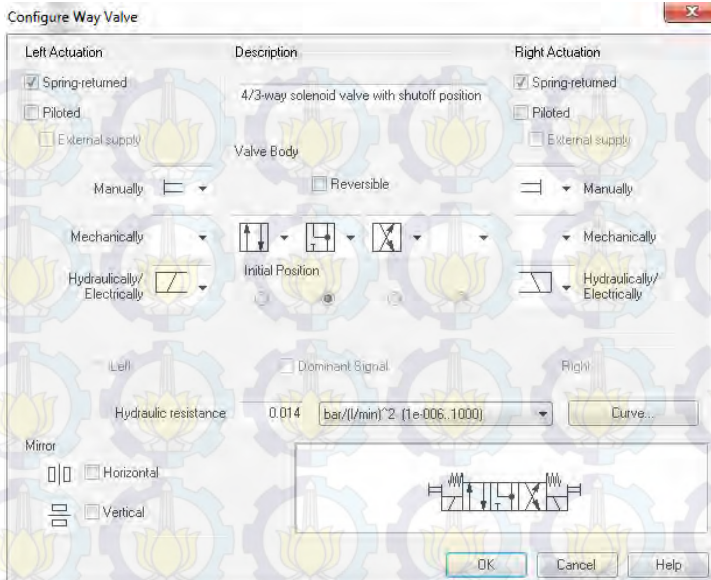 Configure Way Valve
Left Actuation
Description
Right Actuation
Spring-returned
4/3-way solenoid valve with shutoff position
Spring-returned
Piloted
Piloted
External supply
External supply
Valve Body
Manually
Reversible
Manually
Mechanically
T
Mechanically
Hydraulically/
Electrically
Initial Position
Hydraulically/
Electrically
Left
Dominant Signal
Right
Hydraulic resistance
0.014
bar/(l/min)^2 (1e-006..1000)
Curve...
Mirror
Horizontal
Vertical
T
OK
Cancel
Help